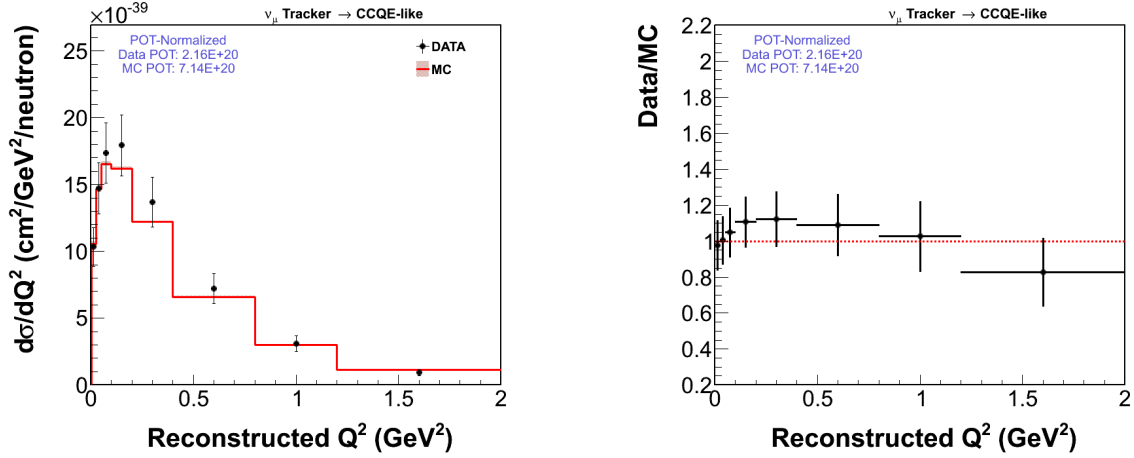 ×10⁻³⁹
ν_μ Tracker → CCQE-like
POT-Normalized
Data POT: 2.16E+20
MC POT: 7.14E+20
DATA
MC
dσ/dQ² (cm²/GeV²/neutron)
25
20
15
10
5
0
0 0.5 1 1.5 2
Reconstructed Q² (GeV²)
ν_μ Tracker → CCQE-like
POT-Normalized
Data POT: 2.16E+20
MC POT: 7.14E+20
Data/MC
2.2
2
1.8
1.6
1.4
1.2
1
0.8
0.6
0.4
0.2
0 0.5 1 1.5 2
Reconstructed Q² (GeV²)